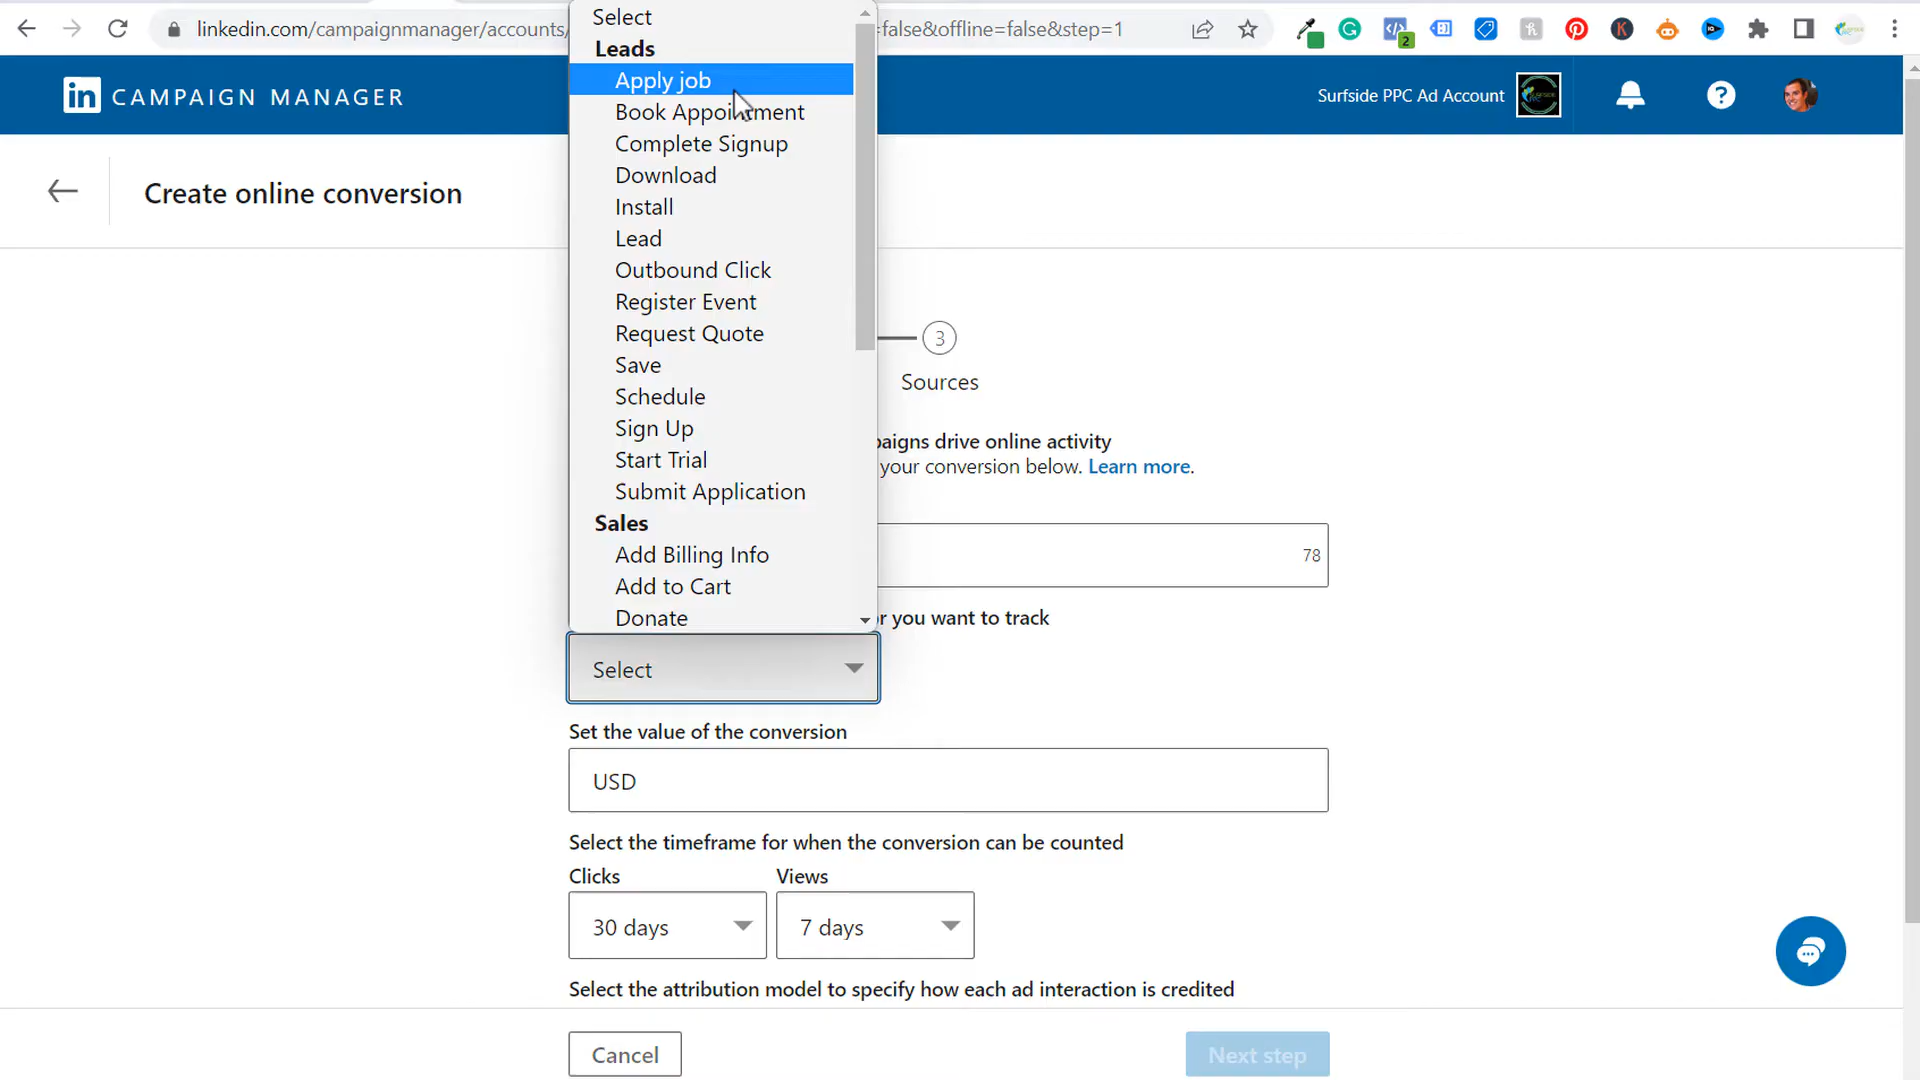 linkedin.com/campaignmanager/accounts/
=false&offline=false&step=1
2
in CAMPAIGN MANAGER
Surfside PPC Ad Account
?
Create online conversion
Select
Leads
Apply job
Book Appointment
Complete Signup
Download
Install
Lead
Outbound Click
Register Event
Request Quote
Save
Schedule
Sign Up
Start Trial
Submit Application
Sales
Add Billing Info
Add to Cart
Donate
3
Sources
paigns drive online activity
your conversion below. Learn more.
78
r you want to track
Select
Set the value of the conversion
USD
Select the timeframe for when the conversion can be counted
Clicks
Views
30 days
7 days
Select the attribution model to specify how each ad interaction is credited
Cancel
Next step